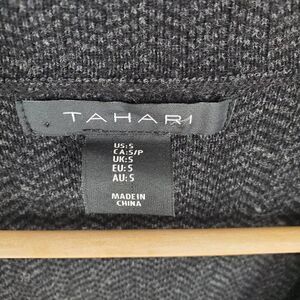 TAHARI
US:S
CA:S/P
UK:S
EU:S
AU:S
MADE IN
CHINA